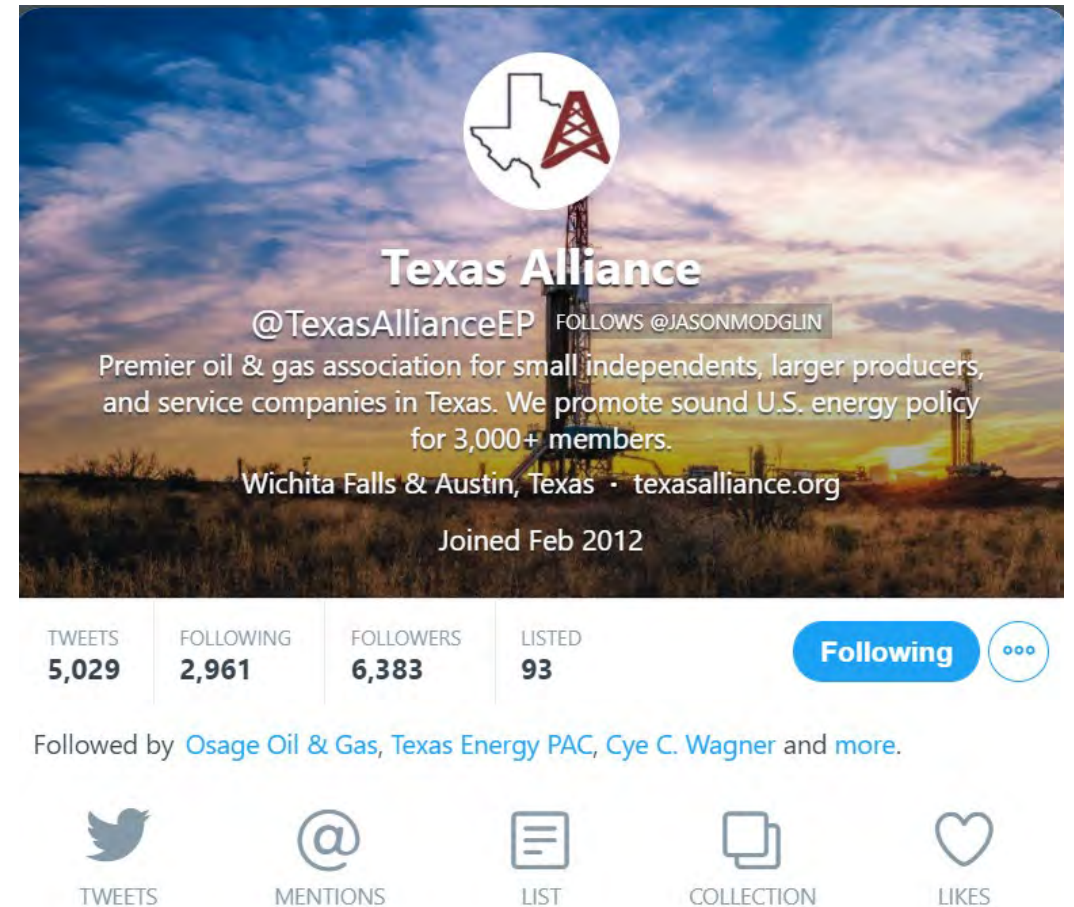 Texas Alliance
@TexasAllianceEP FOLLOWS @JASONMODGLIN
Premier oil & gas association for small independents, larger producers,
and service companies in Texas. We promote sound U.S. energy policy
for 3,000+ members.
Wichita Falls & Austin, Texas · texasalliance.org
Joined Feb 2012
TWEETS FOLLOWING FOLLOWERS LISTED
5,029 2,961 6,383 93
Following
Followed by Osage Oil & Gas, Texas Energy PAC, Cye C. Wagner and more.
TWEETS MENTIONS LIST COLLECTION LIKES